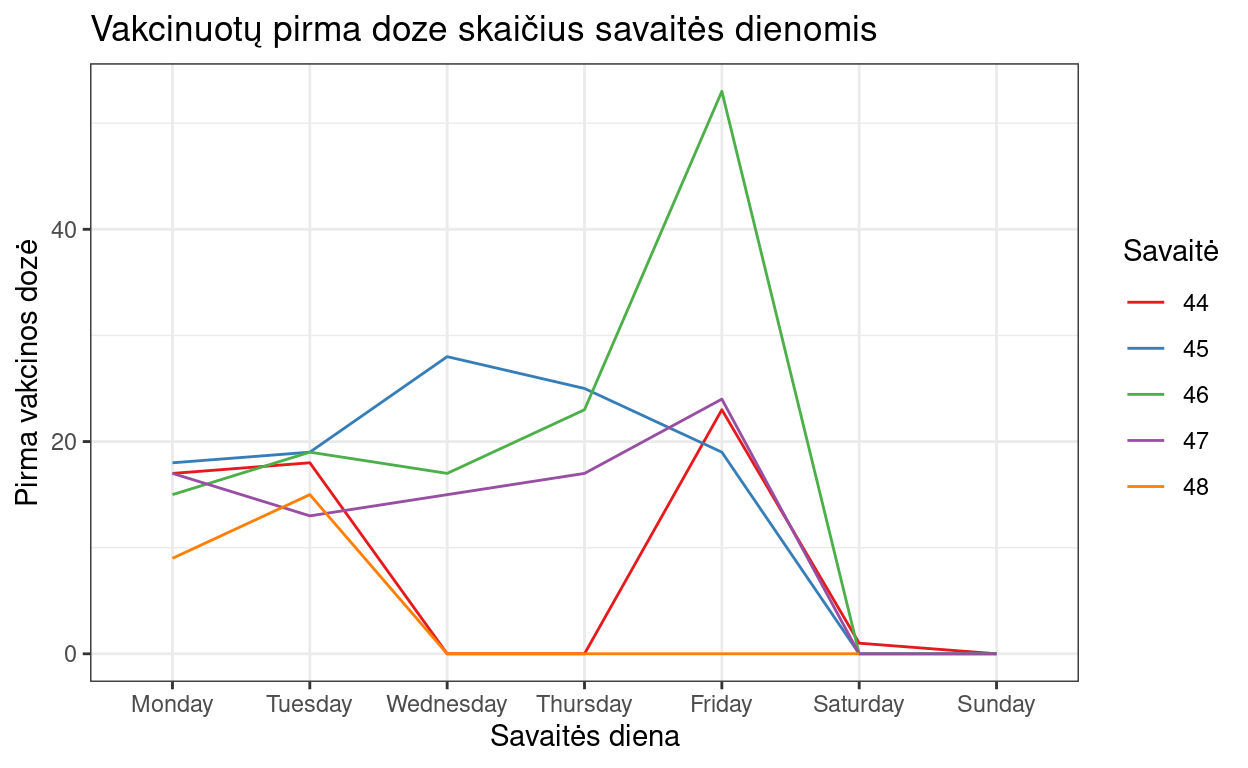 Vakcinuotų pirma doze skaičius savaitės dienomis
Pirma vakcinos dozė
40
20
0
Monday Tuesday Wednesday Thursday Friday Saturday Sunday
Savaitės diena
Savaitė
44
45
46
47
48